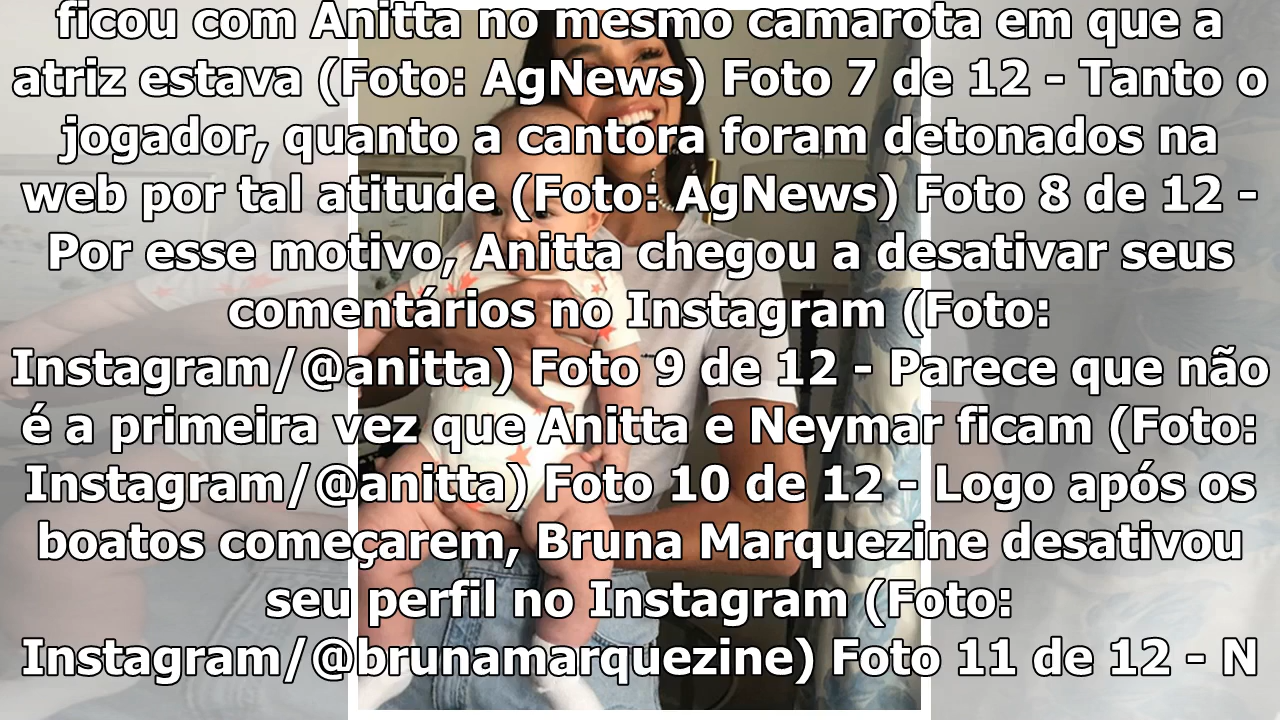 ficou com Anitta no mesmo camarota em que a
atriz estava (Foto: AgNews) Foto 7 de 12 - Tanto o
jogador, quanto a cantora foram detonados na
web por tal atitude (Foto: AgNews) Foto 8 de 12 -
Por esse motivo, Anitta chegou a desativar seus
comentários no Instagram (Foto:
Instagram/@anitta) Foto 9 de 12 - Parece que não
é a primeira vez que Anitta e Neymar ficam (Foto:
Instagram/@anitta) Foto 10 de 12 - Logo após os
boatos começarem, Bruna Marquezine desativou
seu perfil no Instagram (Foto:
Instagram/@brunamarquezine) Foto 11 de 12 - N